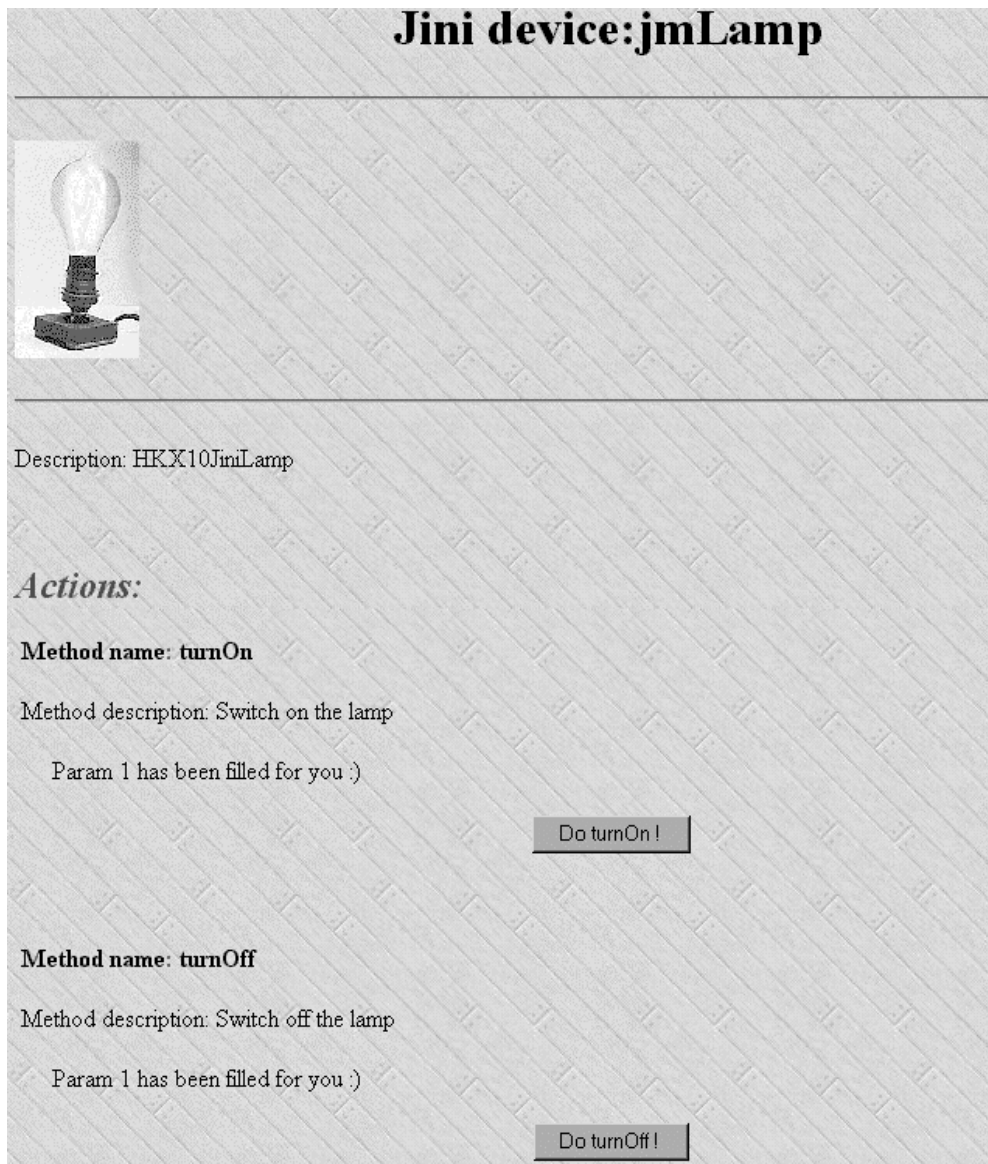 Jini device:jmLamp
Description: HKX10JiniLamp
Actions:
Method name: turnOn
Method description: Switch on the lamp
Param 1 has been filled for you :)
Do turnOn !
Method name: turnOff
Method description: Switch off the lamp
Param 1 has been filled for you :)
Do turnOff !